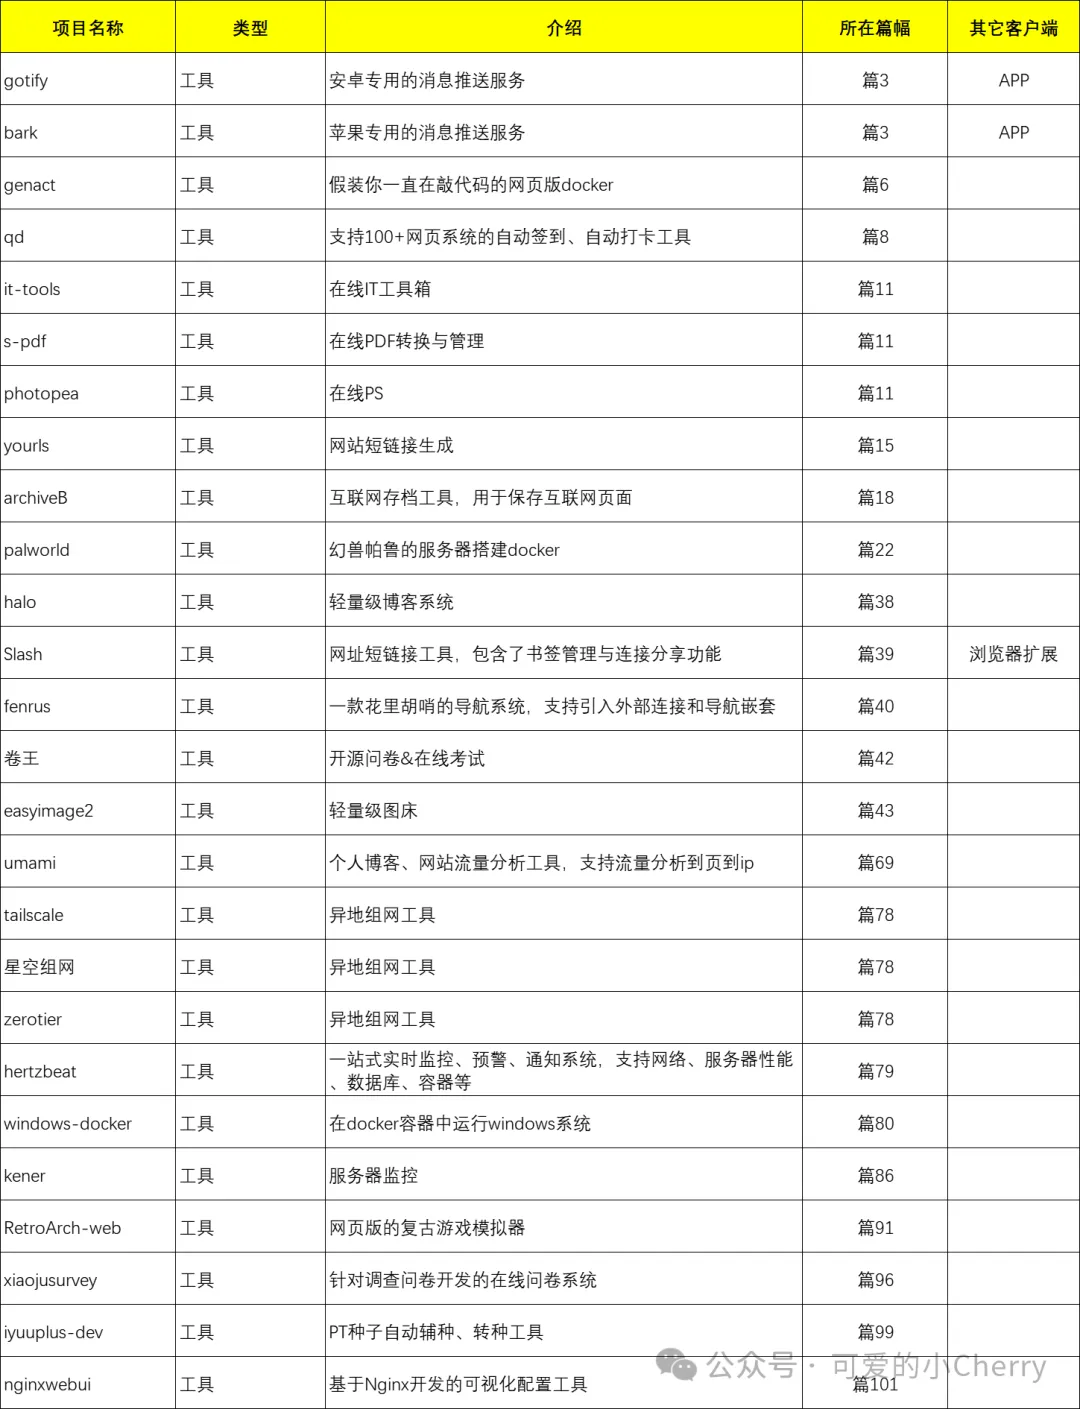 项目名称 类型 介绍 所在篇幅 其它客户端
gotify 工具 安卓专用的消息推送服务 篇3 APP
bark 工具 苹果专用的消息推送服务 篇3 APP
genact 工具 假装你一直在敲代码的网页版docker 篇6
qd 工具 支持100+网页系统的自动签到、自动打卡工具 篇8
it-tools 工具 在线IT工具箱 篇11
s-pdf 工具 在线PDF转换与管理 篇11
photopea 工具 在线PS 篇11
yourls 工具 网站短链接生成 篇15
archiveB 工具 互联网存档工具，用于保存互联网页面 篇18
palworld 工具 幻兽帕鲁的服务器搭建docker 篇22
halo 工具 轻量级博客系统 篇38
Slash 工具 网址短链接工具，包含了书签管理与连接分享功能 篇39 浏览器扩展
fenrus 工具 一款花里胡哨的导航系统，支持引入外部连接和导航嵌套 篇40
卷王 工具 开源问卷&在线考试 篇42
easyimage2 工具 轻量级图床 篇43
umami 工具 个人博客、网站流量分析工具，支持流量分析到页到ip 篇69
tailscale 工具 异地组网工具 篇78
星空组网 工具 异地组网工具 篇78
zerotier 工具 异地组网工具 篇78
hertzbeat 工具 一站式实时监控、预警、通知系统，支持网络、服务器性能
、数据库、容器等 篇79
windows-docker 工具 在docker容器中运行windows系统 篇80
kener 工具 服务器监控 篇86
RetroArch-web 工具 网页版的复古游戏模拟器 篇91
xiaojusurvey 工具 针对调查问卷开发的在线问卷系统 篇96
iyuuplus-dev 工具 PT种子自动辅种、转种工具 篇99
nginxwebui 工具 基于Nginx开发的可视化配置工具 篇101
公众号·可爱的小Cherry